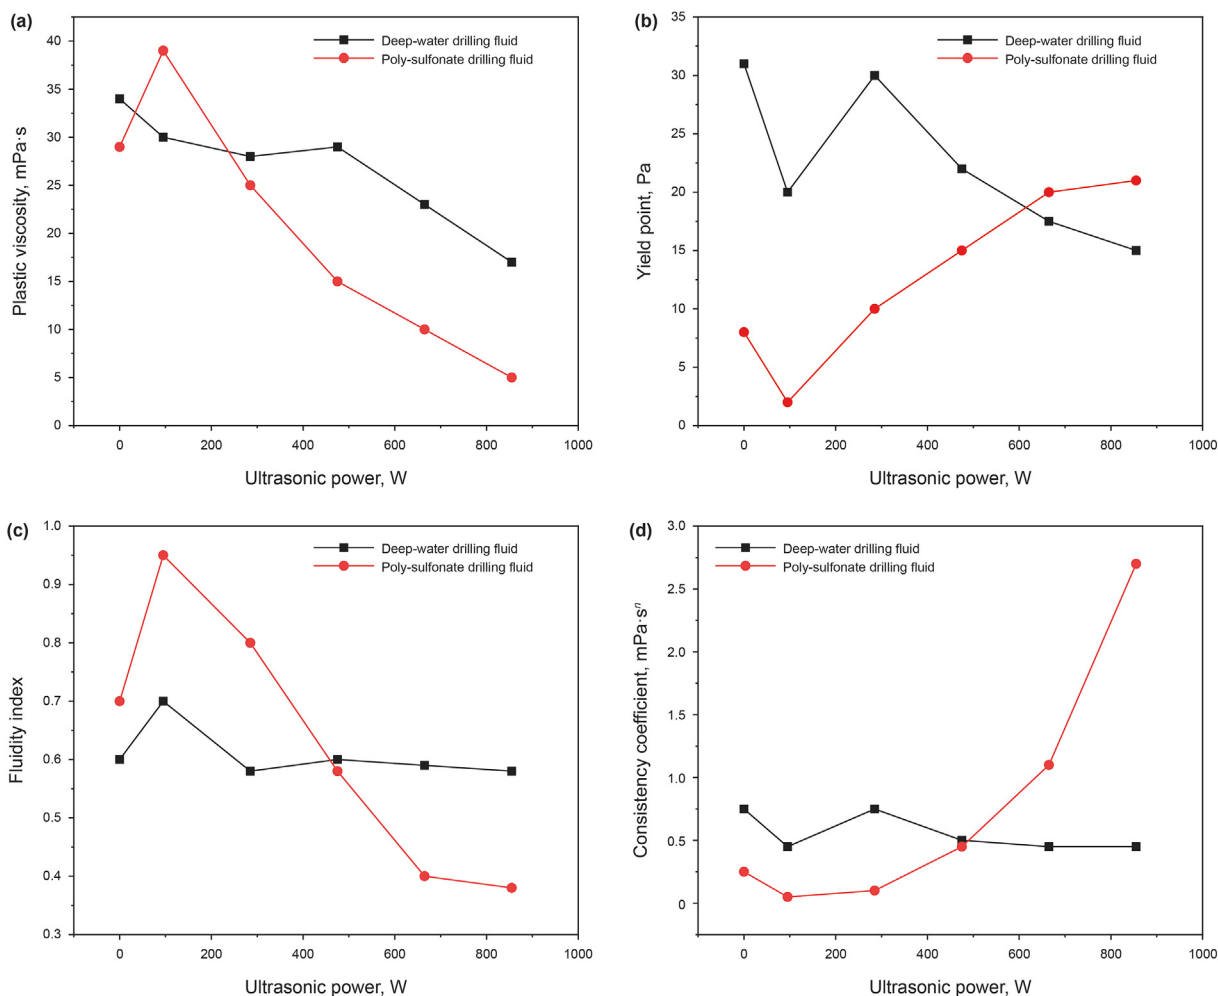 (a)
40
35
30
25
20
15
10
5
0
Plastic viscosity, mPa·s
Deep-water drilling fluid
Poly-sulfonate drilling fluid
0 200 400 600 800 1000
Ultrasonic power, W
(b)
35
30
25
20
15
10
5
0
Yield point, Pa
Deep-water drilling fluid
Poly-sulfonate drilling fluid
0 200 400 600 800 1000
Ultrasonic power, W
(c)
1.0
0.9
0.8
0.7
0.6
0.5
0.4
0.3
Fluidity index
Deep-water drilling fluid
Poly-sulfonate drilling fluid
0 200 400 600 800 1000
Ultrasonic power, W
(d)
3.0
2.5
2.0
1.5
1.0
0.5
0
Consistency coefficient, mPa·sⁿ
Deep-water drilling fluid
Poly-sulfonate drilling fluid
0 200 400 600 800 1000
Ultrasonic power, W